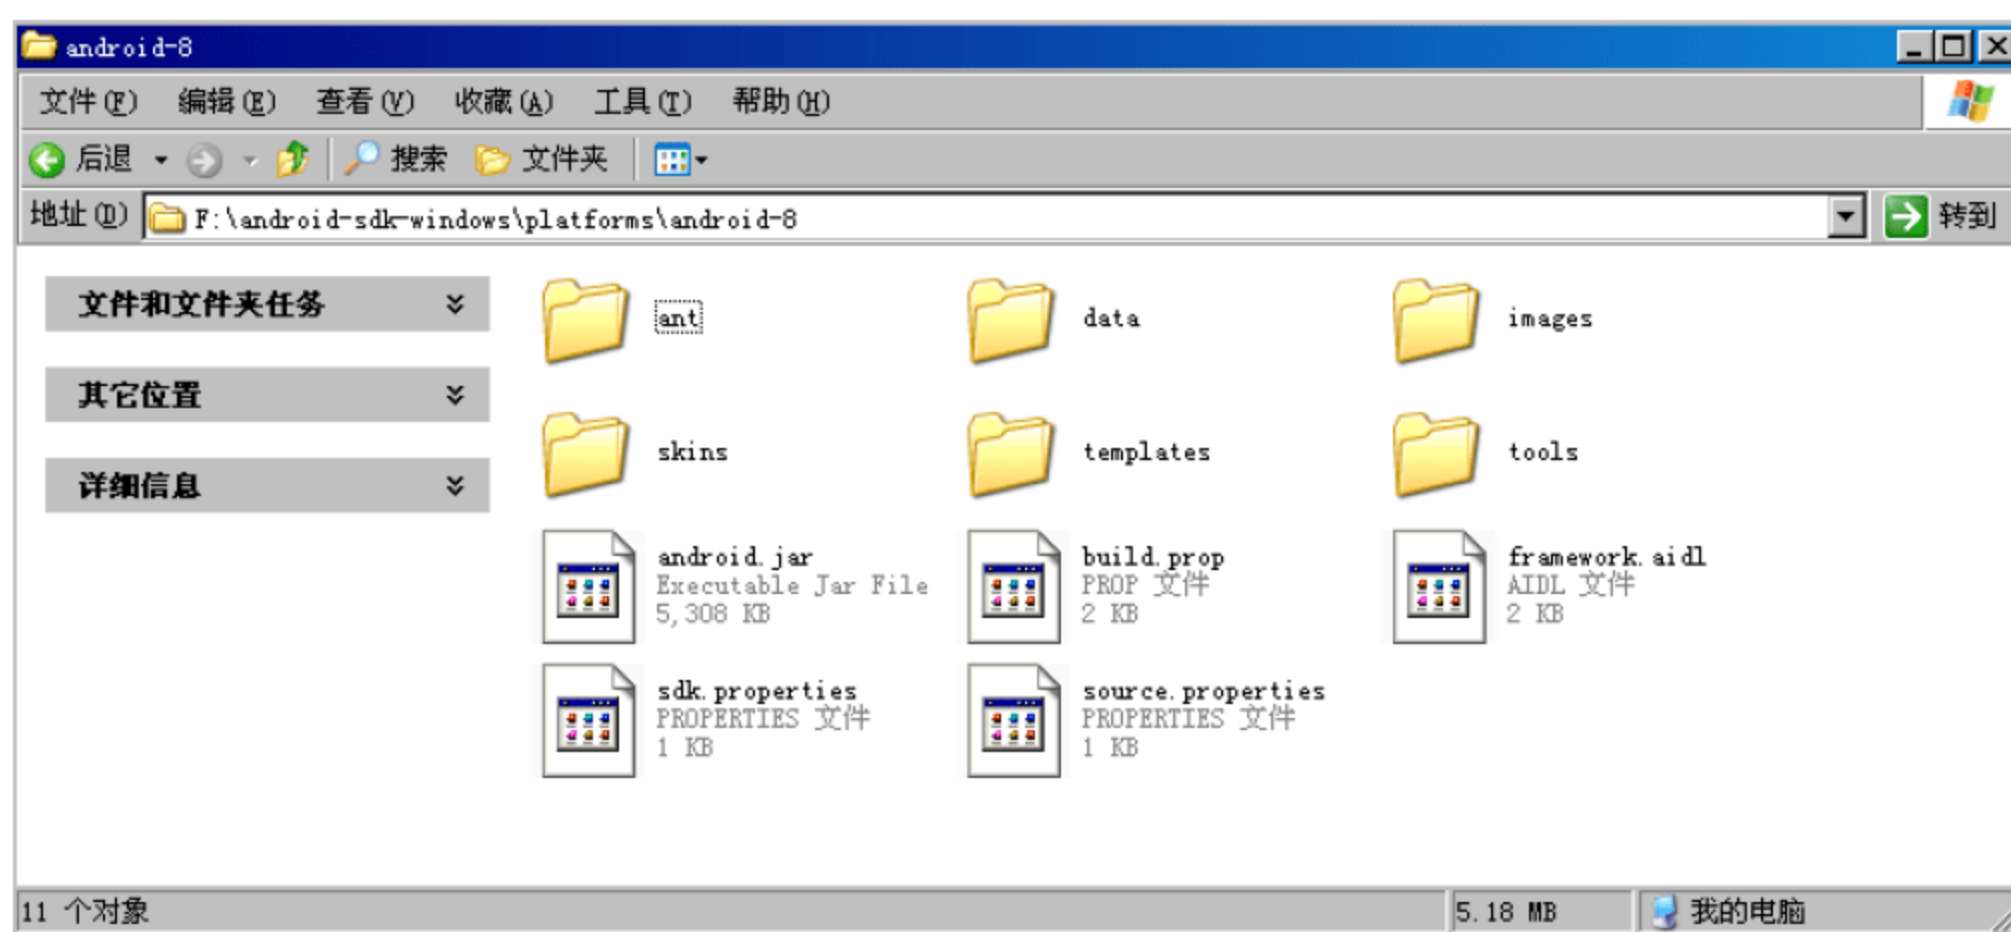 android-8
文件(F) 编辑(E) 查看(V) 收藏(A) 工具(T) 帮助(H)
后退 搜索 文件夹
地址(D) F:\android-sdk-windows\platforms\android-8 转到
文件和文件夹任务
其它位置
详细信息
ant data images
skins templates tools
android.jar build.prop framework.aidl
Executable Jar File PROP 文件 AIDL 文件
5,308 KB 2 KB 2 KB
sdk.properties source.properties
PROPERTIES 文件 PROPERTIES 文件
1 KB 1 KB
11 个对象 5.18 MB 我的电脑